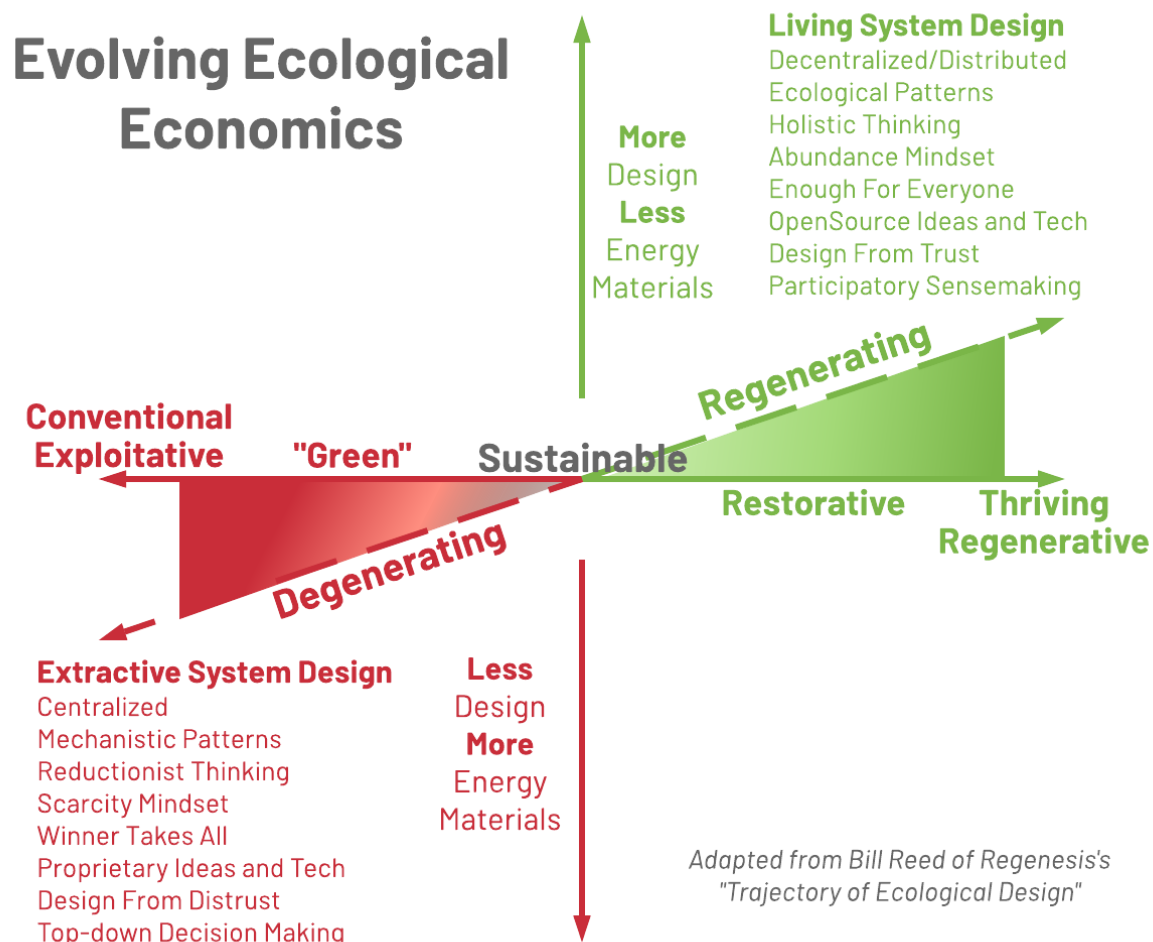 Evolving Ecological
Economics
Living System Design
Decentralized/Distributed
Ecological Patterns
Holistic Thinking
Abundance Mindset
Enough For Everyone
OpenSource Ideas and Tech
Design From Trust
Participatory Sensemaking
More
Design
Less
Energy
Materials
Regenerating
Conventional
Exploitative
"Green"
Sustainable
Restorative
Thriving
Regenerative
Degenerating
Extractive System Design
Centralized
Mechanistic Patterns
Reductionist Thinking
Scarcity Mindset
Winner Takes All
Proprietary Ideas and Tech
Design From Distrust
Top-down Decision Making
Less
Design
More
Energy
Materials
Adapted from Bill Reed of Regenesis's
"Trajectory of Ecological Design"